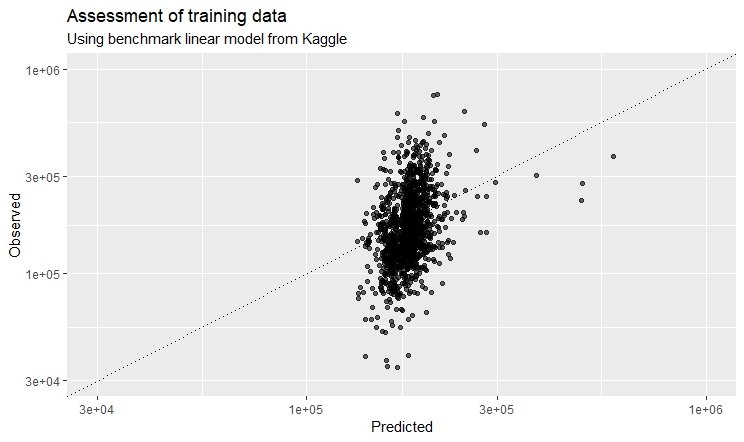 Assessment of training data
Using benchmark linear model from Kaggle
1e+06
3e+05
Observed
1e+05
3e+04
3e+04 1e+05 3e+05 1e+06
Predicted